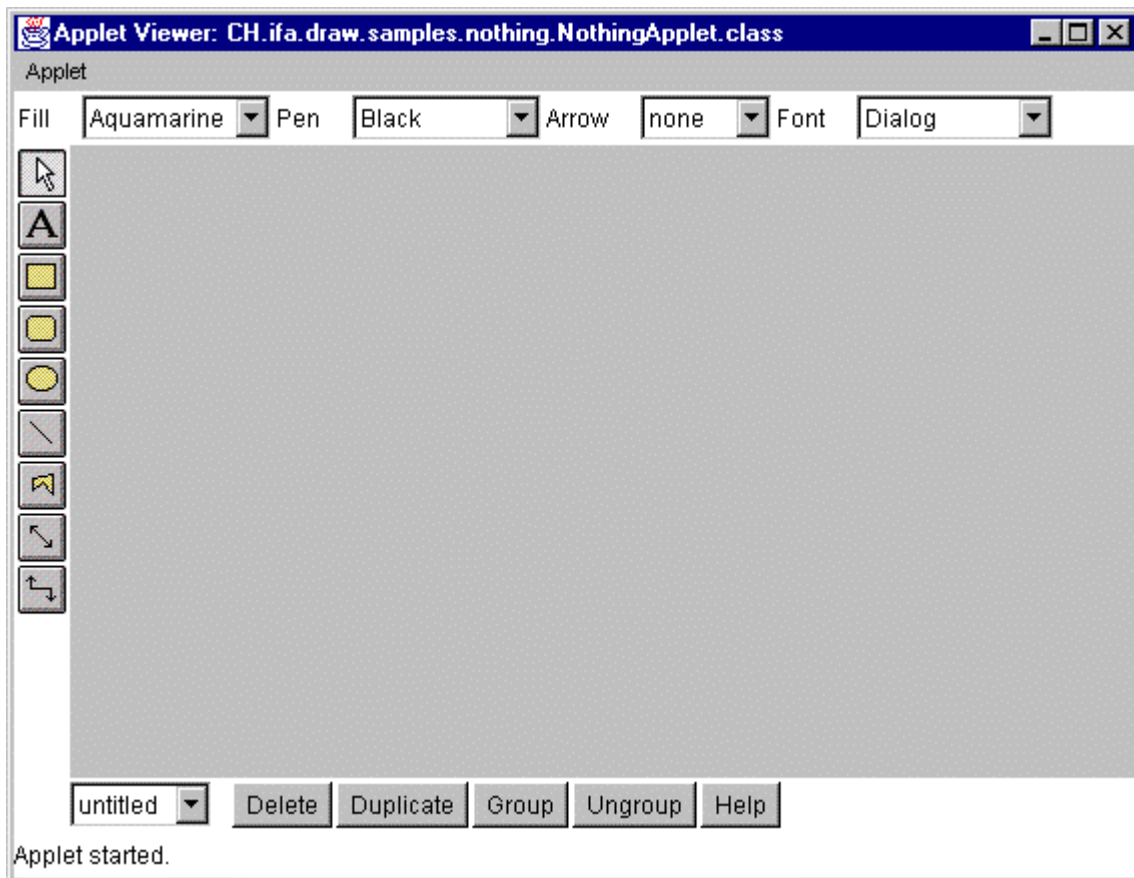 Applet Viewer: CH.ifa.draw.samples.nothing.NothingApplet.class
Applet
Fill Aquamarine Pen Black Arrow none Font Dialog
A
untitled Delete Duplicate Group Ungroup Help
Applet started.